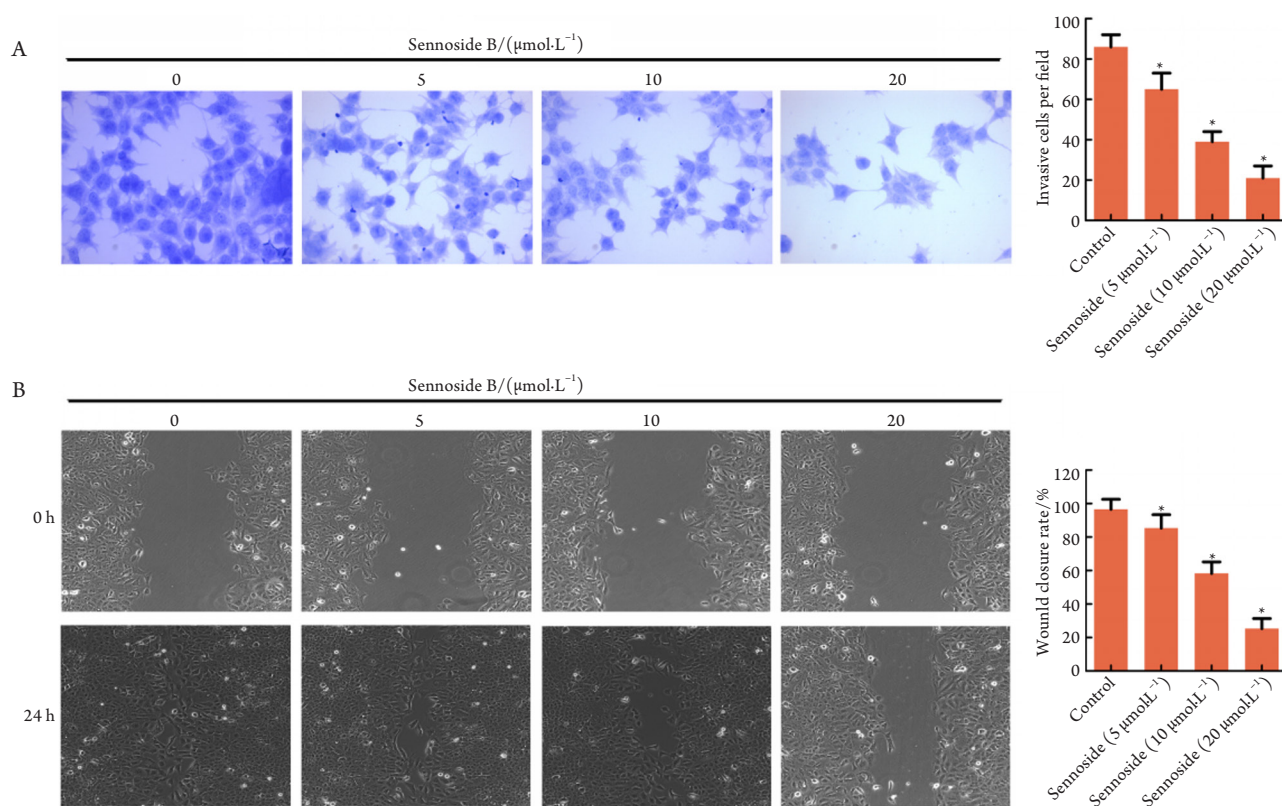 A
Sennoside B/(μmol·L⁻¹)
0 5 10 20
100
80
60
40
20
0
Invasive cells per field
*
*
*
Control
Sennoside (5 μmol·L⁻¹)
Sennoside (10 μmol·L⁻¹)
Sennoside (20 μmol·L⁻¹)
B
Sennoside B/(μmol·L⁻¹)
0 5 10 20
0 h
24 h
120
100
80
60
40
20
0
Wounld closure rate/%
*
*
*
Control
Sennoside (5 μmol·L⁻¹)
Sennoside (10 μmol·L⁻¹)
Sennoside (20 μmol·L⁻¹)